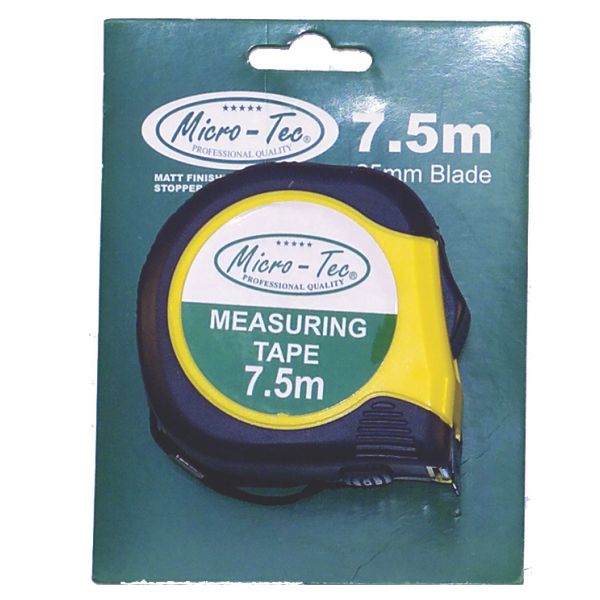 ★★★★★
Micro-Tec®
PROFESSIONAL QUALITY
7.5m
mm Blade
MATT FINISH
STOPPER
★★★★★
Micro-Tec®
PROFESSIONAL QUALITY
MEASURING
TAPE
7.5m